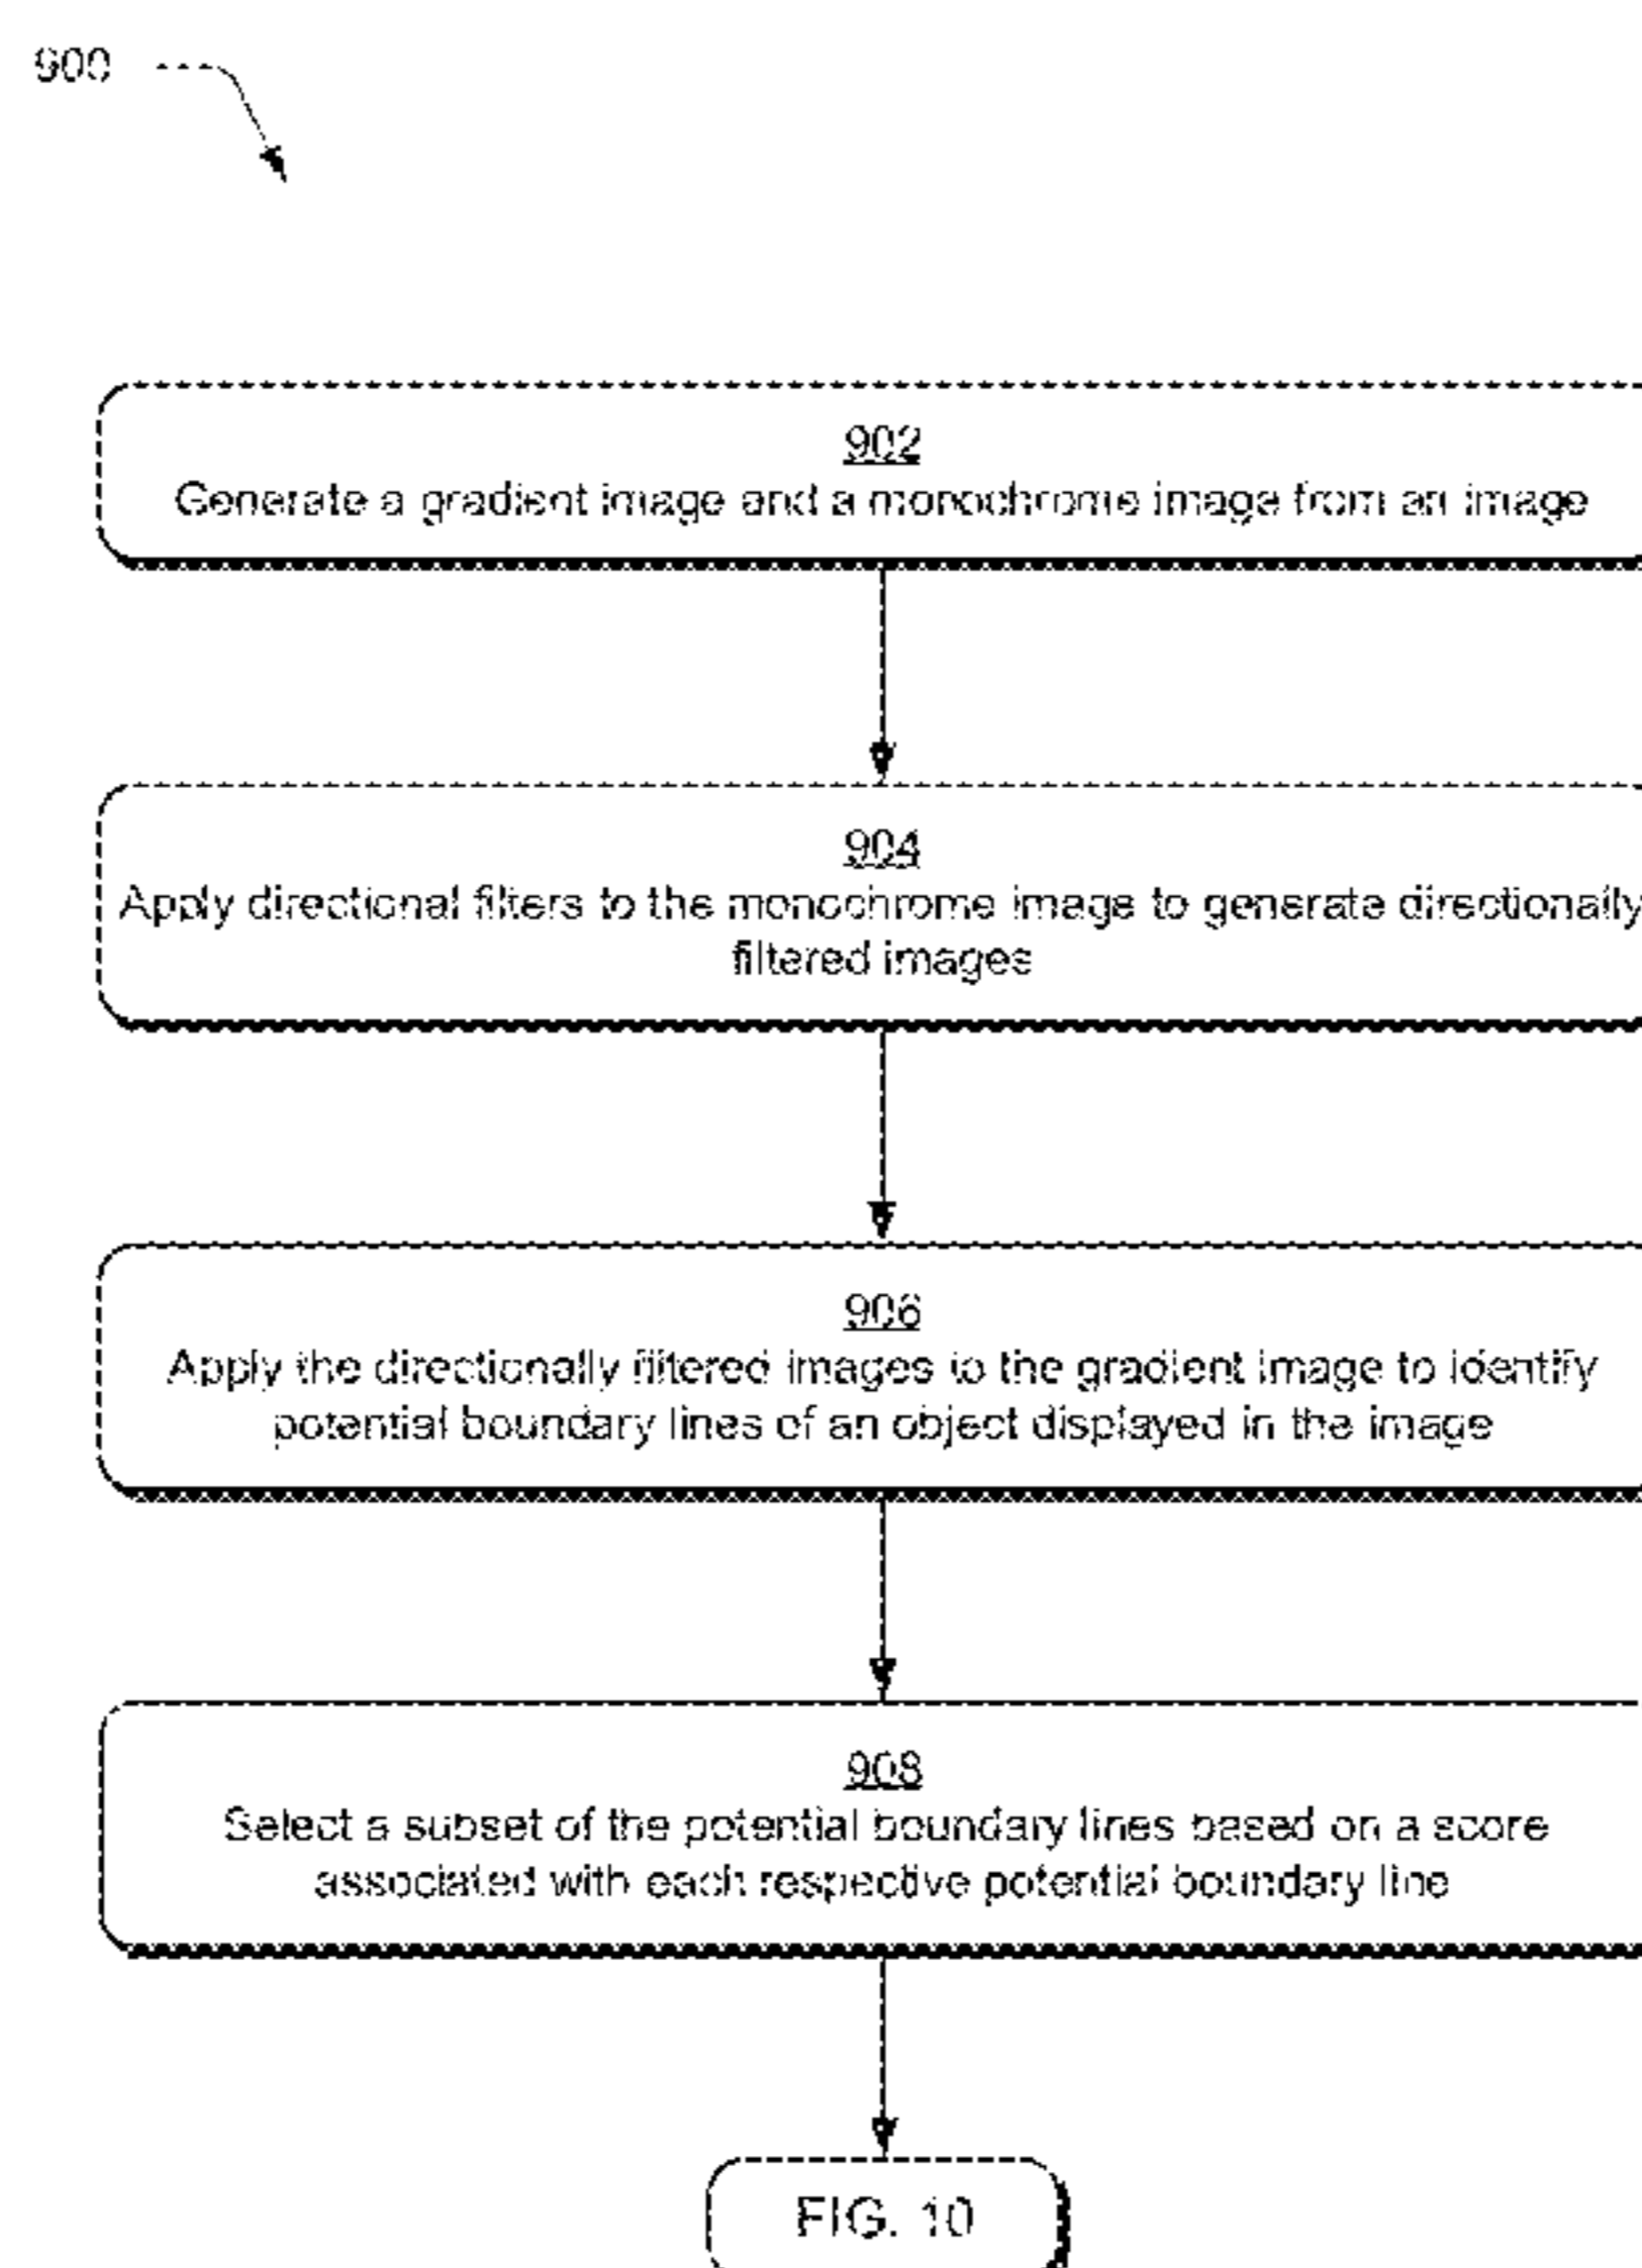 900
902
Generate a gradient image and a monochrome image from an image
904
Apply directional filters to the monochrome image to generate directionally
filtered images
906
Apply the directionally filtered images to the gradient image to identify
potential boundary lines of an object displayed in the image
908
Select a subset of the potential boundary lines based on a score
associated with each respective potential boundary line
FIG. 10